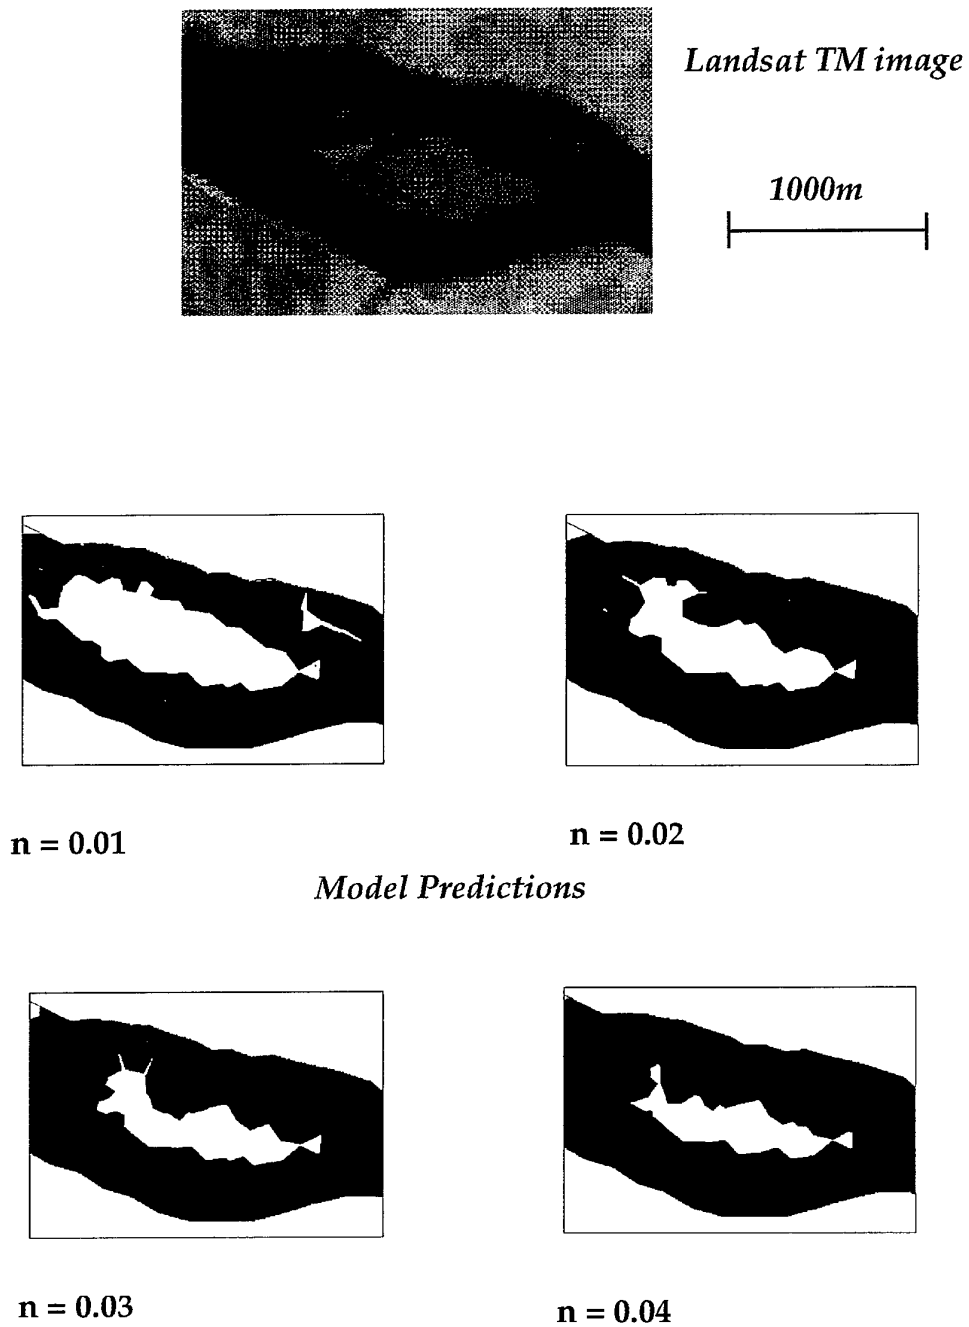 Landsat TM image
1000m
n = 0.01
n = 0.02
Model Predictions
n = 0.03
n = 0.04